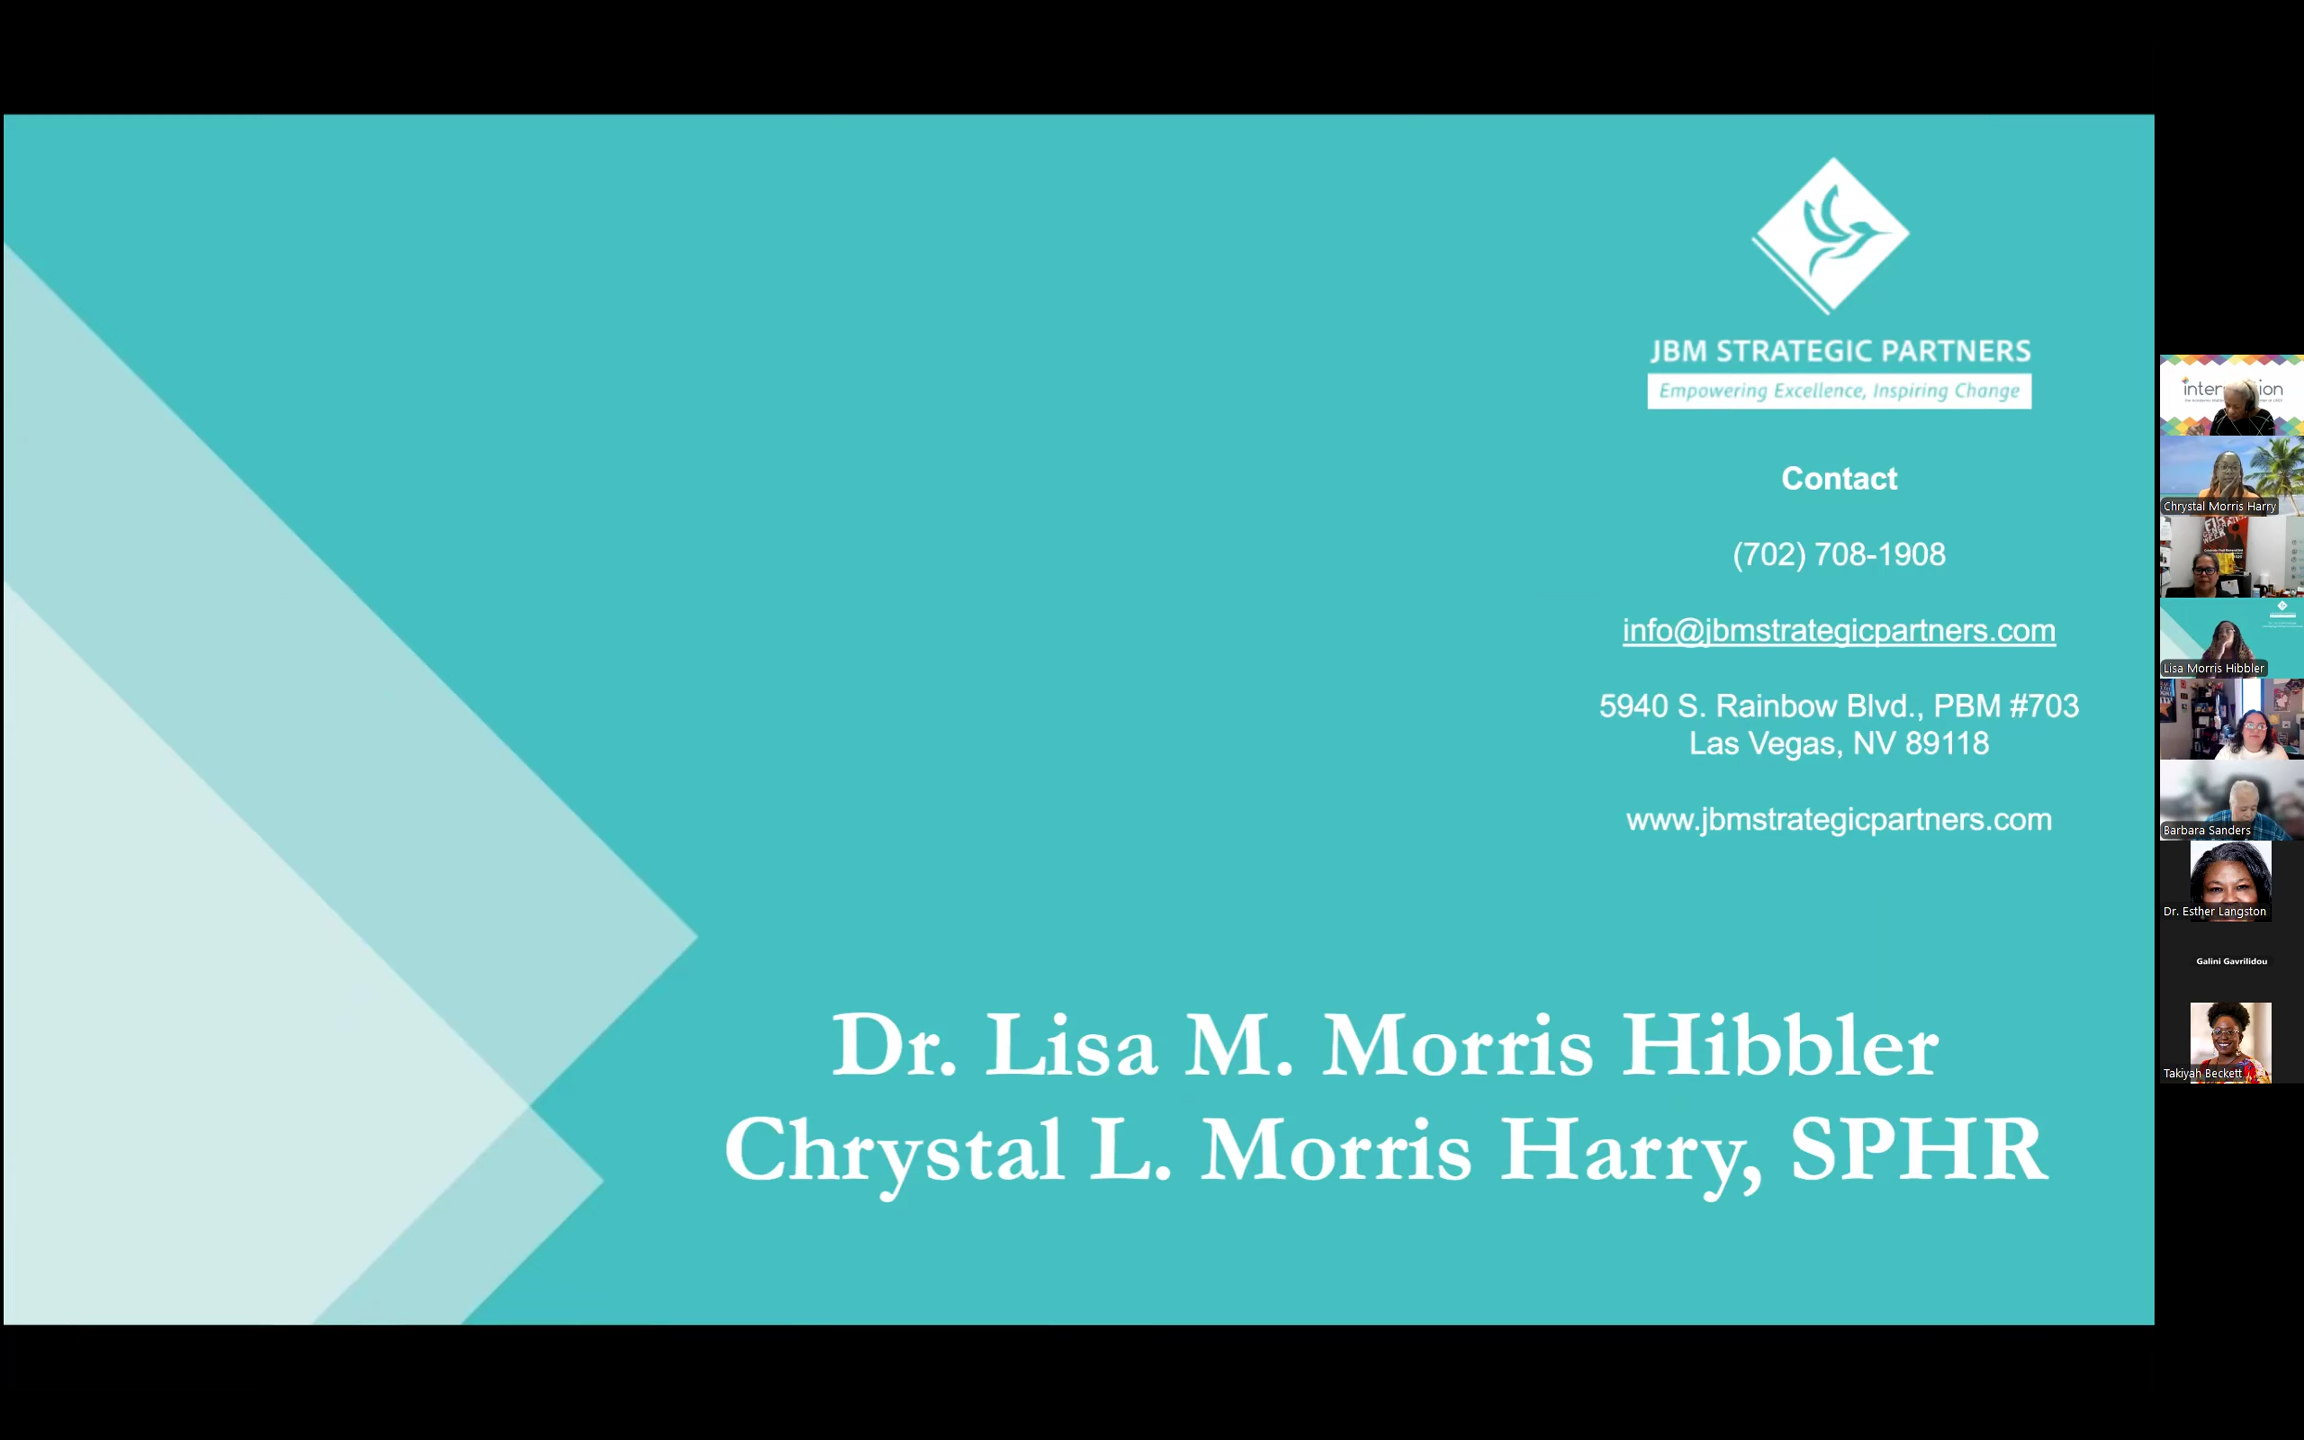 JBM STRATEGIC PARTNERS
Empowering Excellence, Inspiring Change
Contact
(702) 708-1908
info@jbmstrategicpartners.com
5940 S. Rainbow Blvd., PBM #703
Las Vegas, NV 89118
www.jbmstrategicpartners.com
Dr. Lisa M. Morris Hibbler
Chrystal L. Morris Harry, SPHR
Chrystal Morris Harry
Lisa Morris Hibbler
Barbara Sanders
Dr. Esther Langston
Galini Gavrilidou
Takiyah Beckett